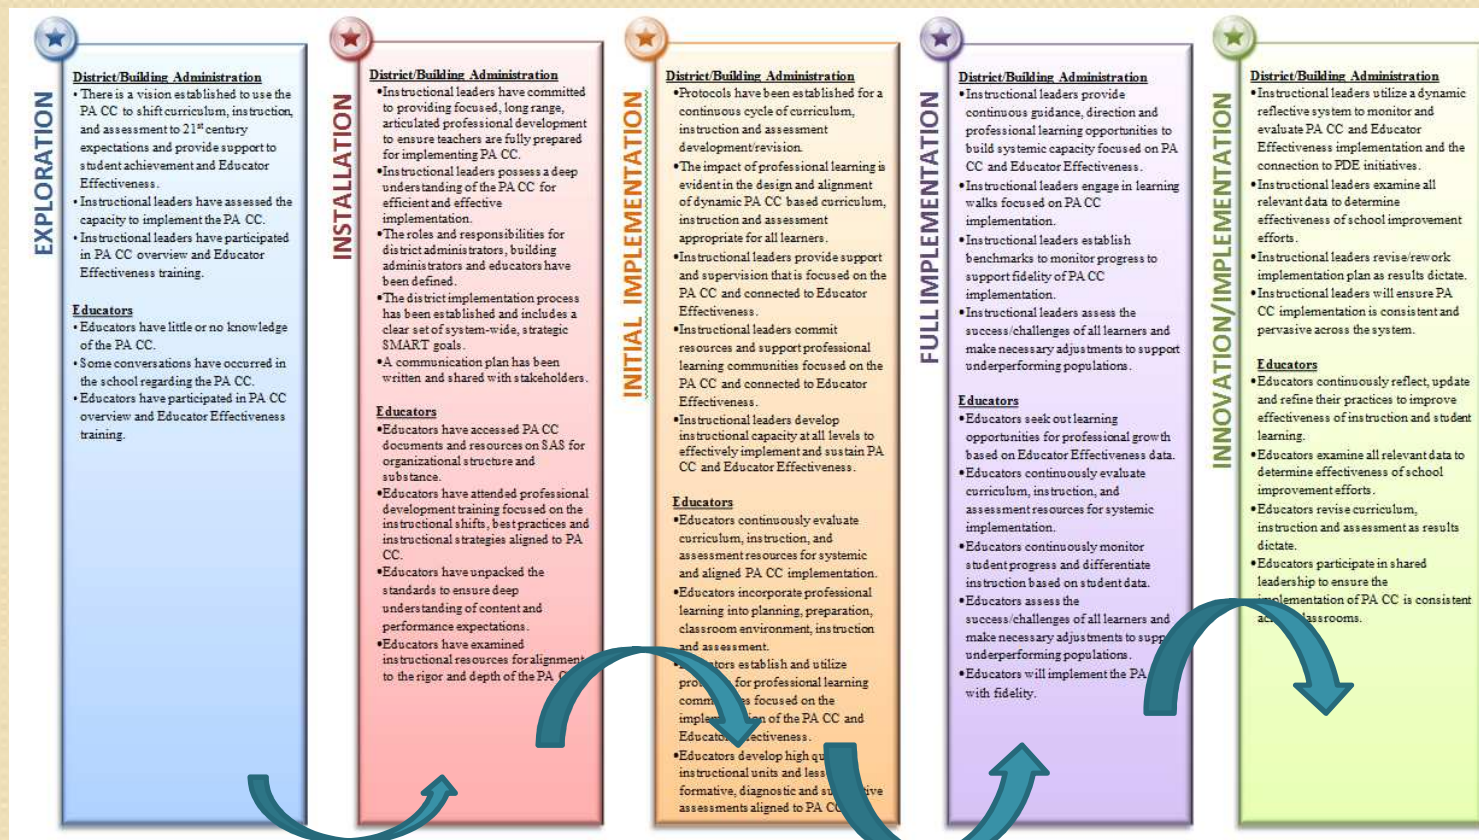 EXPLORATION
District/Building Administration
• There is a vision established to use the
PA CC to shift curriculum, instruction,
and assessment to 21st century
expectations and provide support to
student achievement and Educator
Effectiveness.
• Instructional leaders have assessed the
capacity to implement the PA CC.
• Instructional leaders have participated
in PA CC overview and Educator
Effectiveness training.
Educators
• Educators have little or no knowledge
of the PA CC.
• Some conversations have occurred in
the school regarding the PA CC.
• Educators have participated in PA CC
overview and Educator Effectiveness
training.
INSTALLATION
District/Building Administration
•Instructional leaders have committed
to providing focused, long range,
articulated professional development
to ensure teachers are fully prepared
for implementing PA CC.
•Instructional leaders possess a deep
understanding of the PA CC for
efficient and effective
implementation.
•The roles and responsibilities for
district administrators, building
administrators and educators have
been defined.
•The district implementation process
has been established and includes a
clear set of system-wide, strategic
SMART goals.
•A communication plan has been
written and shared with stakeholders.
Educators
•Educators have accessed PA CC
documents and resources on SAS for
organizational structure and
substance.
•Educators have attended professional
development training focused on the
instructional shifts, best practices and
instructional strategies aligned to PA
CC.
•Educators have unpacked the
standards to ensure deep
understanding of content and
performance expectations.
•Educators have examined
instructional resources for alignment
to the rigor and depth of the PA
INITIAL IMPLEMENTATION
District/Building Administration
•Protocols have been established for a
continuous cycle of curriculum,
instruction and assessment
development/revision.
•The impact of professional learning is
evident in the design and alignment
of dynamic PA CC based curriculum,
instruction and assessment
appropriate for all learners.
•Instructional leaders provide support
and supervision that is focused on the
PA CC and connected to Educator
Effectiveness.
•Instructional leaders commit
resources and support professional
learning communities focused on the
PA CC and connected to Educator
Effectiveness.
•Instructional leaders develop
instructional capacity at all levels to
effectively implement and sustain PA
CC and Educator Effectiveness.
Educators
•Educators continuously evaluate
curriculum, instruction, and
assessment resources for systemic
and aligned PA CC implementation.
•Educators incorporate professional
learning into planning, preparation,
classroom environment, instruction
and assessment.
establish and utilize
for professional learning
focused on the
of the PA CC and
•Educators develop high
instructional units and
formative, diagnostic and
assessments aligned to PA CC
FULL IMPLEMENTATION
District/Building Administration
•Instructional leaders provide
continuous guidance, direction and
professional learning opportunities to
build systemic capacity focused on PA
CC and Educator Effectiveness.
•Instructional leaders engage in learning
walks focused on PA CC
implementation.
•Instructional leaders establish
benchmarks to monitor progress to
support fidelity of PA CC
implementation.
•Instructional leaders assess the
success/challenges of all learners and
make necessary adjustments to support
underperforming populations.
Educators
•Educators seek out learning
opportunities for professional growth
based on Educator Effectiveness data.
•Educators continuously evaluate
curriculum, instruction, and
assessment resources for systemic
implementation.
•Educators continuously monitor
student progress and differentiate
instruction based on student data.
•Educators assess the
success/challenges of all learners and
make necessary adjustments to
underperforming populations.
•Educators will implement the PA
with fidelity.
INNOVATION/IMPLEMENTATION
District/Building Administration
•Instructional leaders utilize a dynamic
reflective system to monitor and
evaluate PA CC and Educator
Effectiveness implementation and the
connection to PDE initiatives.
•Instructional leaders examine all
relevant data to determine
effectiveness of school improvement
efforts.
•Instructional leaders revise/rework
implementation plan as results dictate.
•Instructional leaders will ensure PA
CC implementation is consistent and
pervasive across the system.
Educators
•Educators continuously reflect, update
and refine their practices to improve
effectiveness of instruction and student
learning.
•Educators examine all relevant data to
determine effectiveness of school
improvement efforts.
•Educators revise curriculum,
instruction and assessment as results
dictate.
•Educators participate in shared
leadership to ensure the
implementation of PA CC is consistent